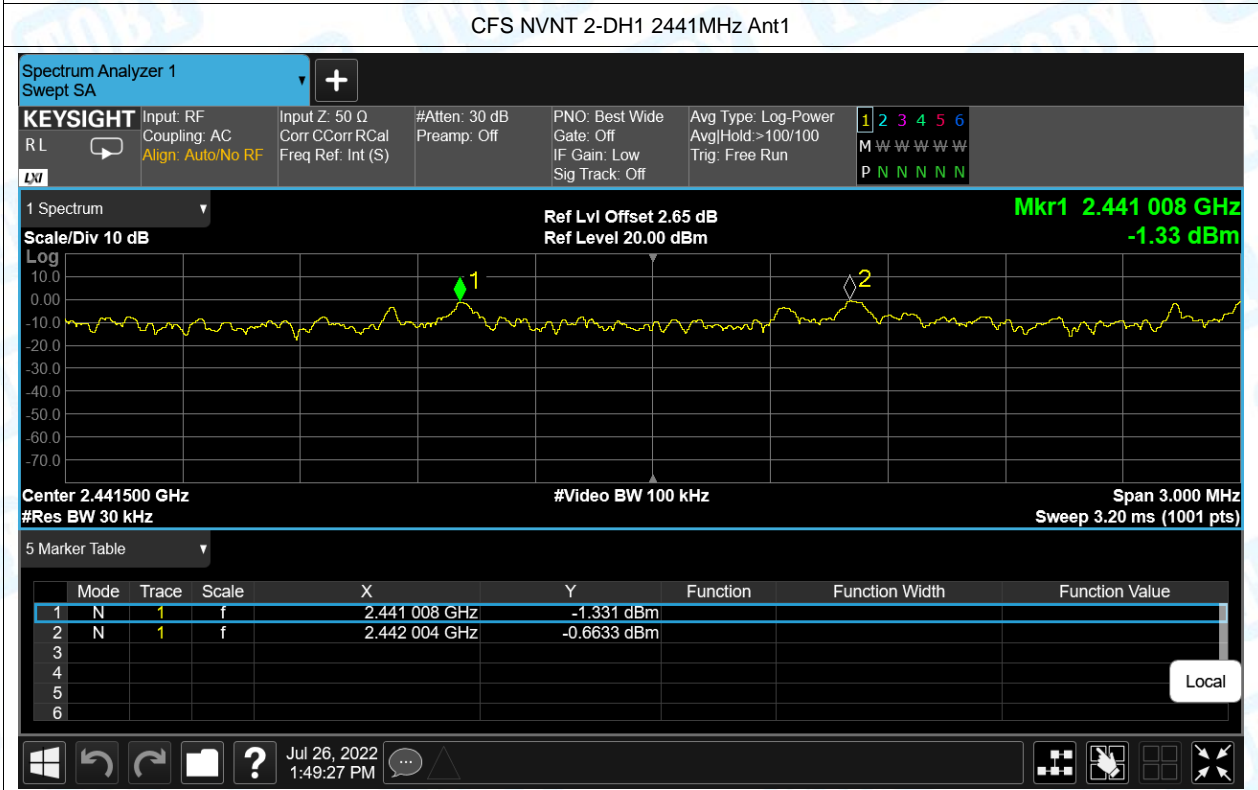 CFS NVNT 2-DH1 2441MHz Ant1
Spectrum Analyzer 1
Swept SA
KEYSIGHT
RL
LXI
Input: RF
Coupling: AC
Align: Auto/No RF
Input Z: 50 Ω
Corr CCorr RCal
Freq Ref: Int (S)
#Atten: 30 dB
Preamp: Off
PNO: Best Wide
Gate: Off
IF Gain: Low
Sig Track: Off
Avg Type: Log-Power
Avg|Hold:>100/100
Trig: Free Run
1 2 3 4 5 6
M W W W W W
P N N N N N
1 Spectrum
Scale/Div 10 dB
Ref Lvl Offset 2.65 dB
Ref Level 20.00 dBm
Mkr1 2.441 008 GHz
-1.33 dBm
Log
10.0
0.00
-10.0
-20.0
-30.0
-40.0
-50.0
-60.0
-70.0
1
2
Center 2.441500 GHz
#Video BW 100 kHz
Span 3.000 MHz
#Res BW 30 kHz
Sweep 3.20 ms (1001 pts)
5 Marker Table
Mode Trace Scale X Y Function Function Width Function Value
1 N 1 f 2.441 008 GHz -1.331 dBm
2 N 1 f 2.442 004 GHz -0.6633 dBm
3
4
5
6
Local
?
Jul 26, 2022
1:49:27 PM